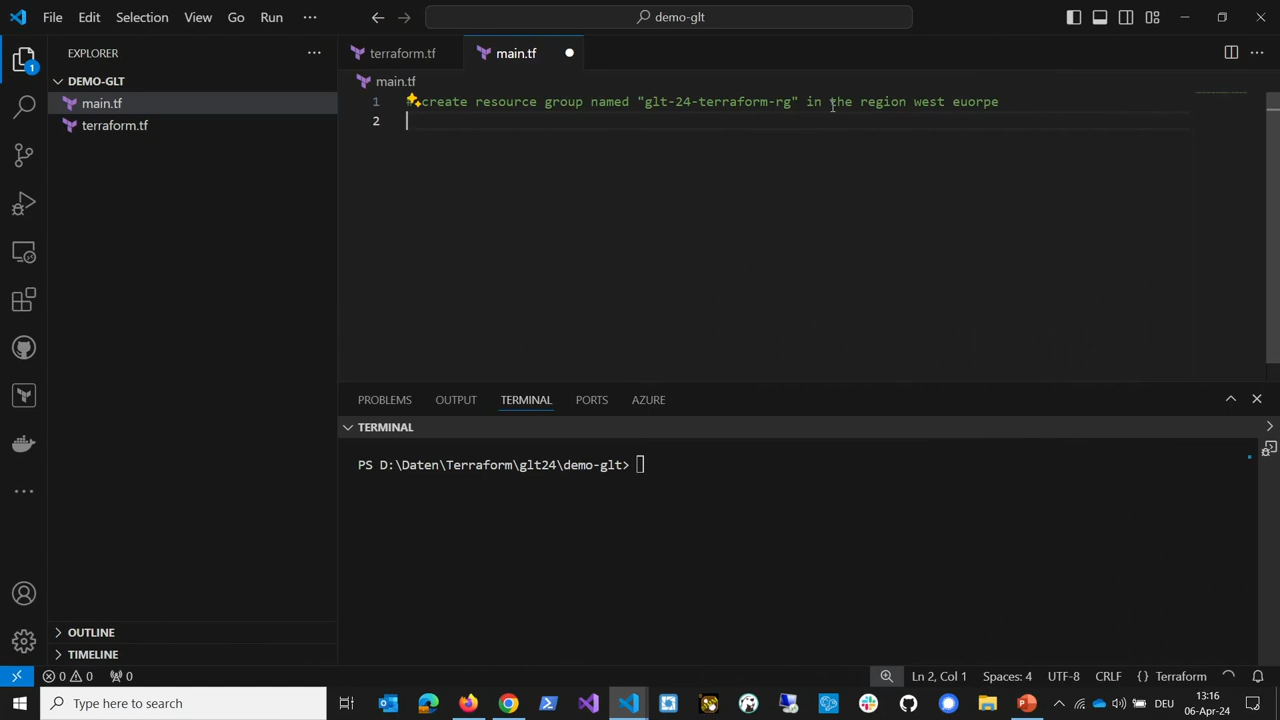 File Edit Selection View Go Run ··· demo-glt
EXPLORER ···
DEMO-GLT
main.tf
terraform.tf
OUTLINE
TIMELINE
terraform.tf main.tf
main.tf
1 create resource group named "glt-24-terraform-rg" in the region west euorpe
2
PROBLEMS OUTPUT TERMINAL PORTS AZURE
TERMINAL
PS D:\Daten\Terraform\glt24\demo-glt>
0 0 0 Ln 2, Col 1 Spaces: 4 UTF-8 CRLF {} Terraform
Type here to search DEU 13:16
06-Apr-24
1